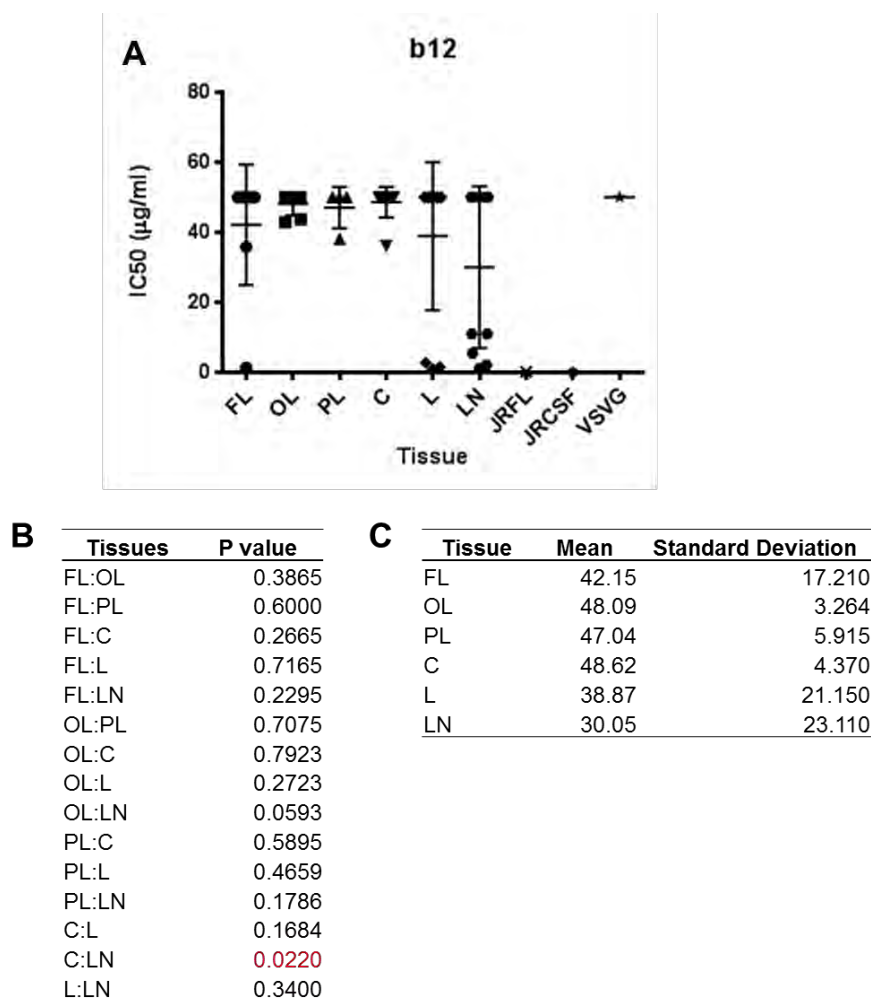 A
b12
80
60
40
20
0
IC50 (µg/ml)
FL OL PL C L LN JRFL JRCSF VSVG
Tissue
B
Tissues P value
FL:OL 0.3865
FL:PL 0.6000
FL:C 0.2665
FL:L 0.7165
FL:LN 0.2295
OL:PL 0.7075
OL:C 0.7923
OL:L 0.2723
OL:LN 0.0593
PL:C 0.5895
PL:L 0.4659
PL:LN 0.1786
C:L 0.1684
C:LN 0.0220
L:LN 0.3400
C
Tissue Mean Standard Deviation
FL 42.15 17.210
OL 48.09 3.264
PL 47.04 5.915
C 48.62 4.370
L 38.87 21.150
LN 30.05 23.110